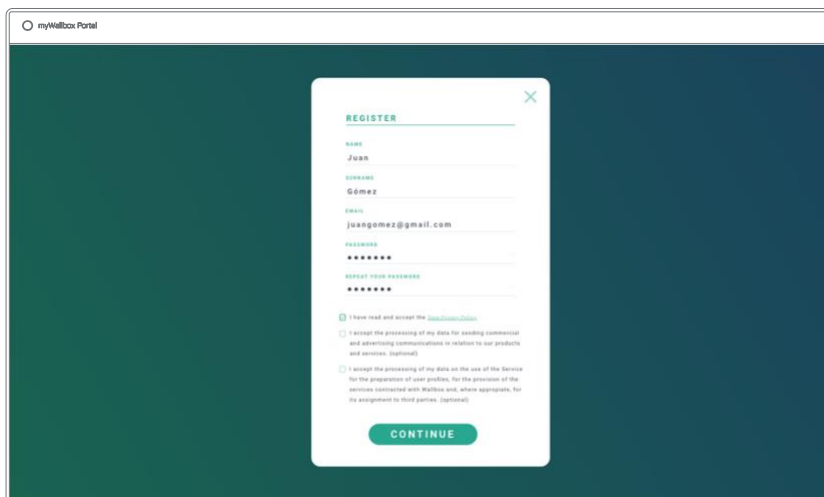 myWallbox Portal
REGISTER
NAME
Juan
SURNAME
Gómez
EMAIL
juangomez@gmail.com
PASSWORD
REPEAT YOUR PASSWORD
I have read and accept the Data Privacy Policy
I accept the processing of my data for sending commercial
and advertising communications in relation to our products
and services. (optional)
I accept the processing of my data on the use of the Service
for the preparation of user profiles, for the provision of the
services contracted with Wallbox and, where appropiate, for
its assignment to third parties. (optional)
CONTINUE